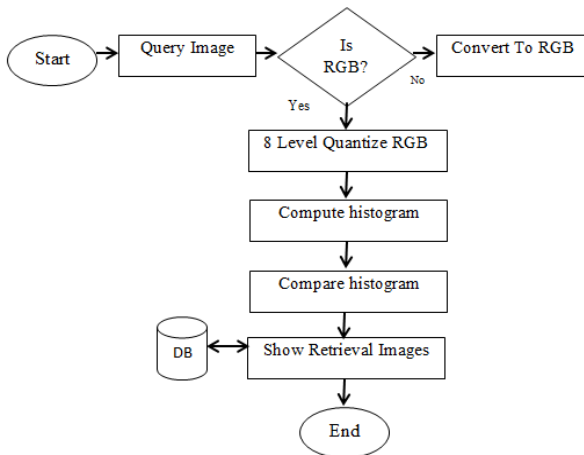 Start
Query Image
Is
RGB?
Convert To RGB
No
Yes
8 Level Quantize RGB
Compute histogram
Compare histogram
DB
Show Retrieval Images
End